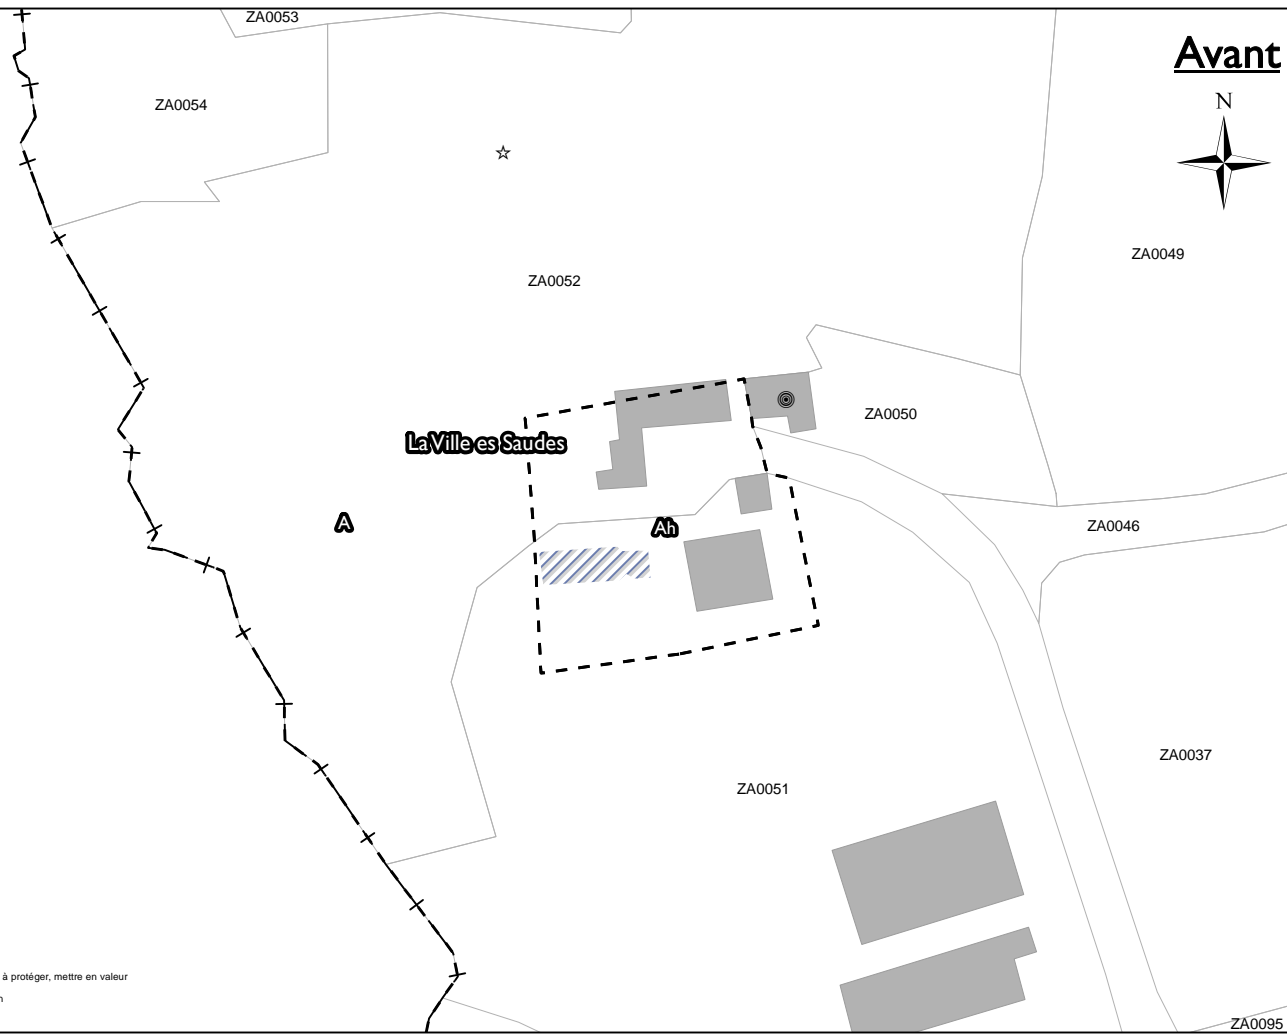 ZA0053
Avant
N
ZA0054
ZA0049
ZA0052
ZA0050
La Ville es Saudes
A
Ah
ZA0046
ZA0037
ZA0051
à protéger, mettre en valeur
ZA0095